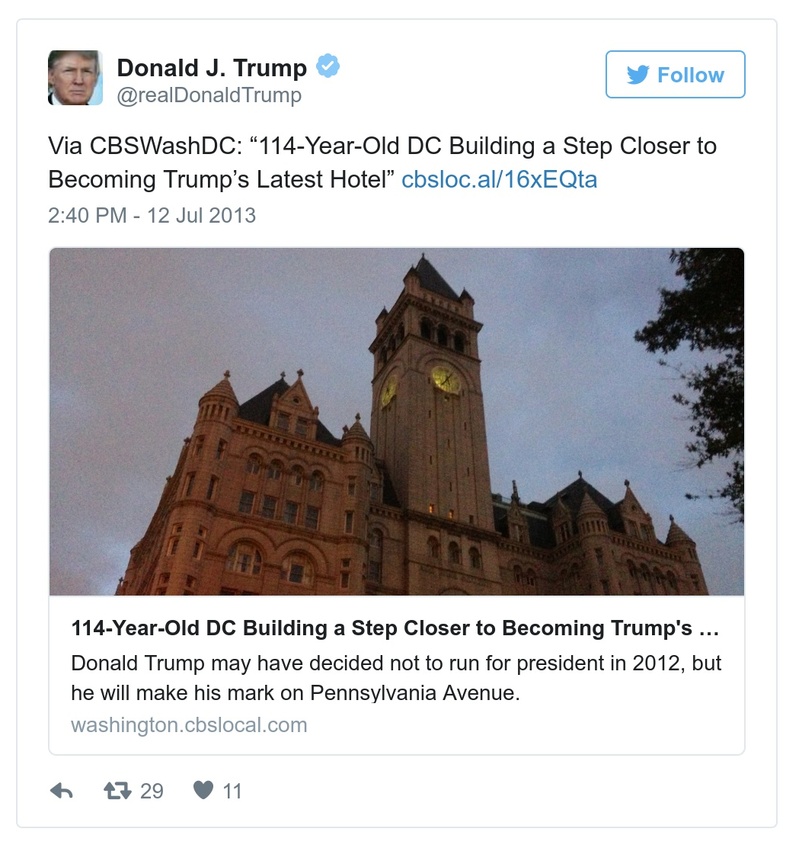 Donald J. Trump
@realDonaldTrump
Follow
Via CBSWashDC: “114-Year-Old DC Building a Step Closer to
Becoming Trump’s Latest Hotel” cbsloc.al/16xEQta
2:40 PM - 12 Jul 2013
114-Year-Old DC Building a Step Closer to Becoming Trump's ...
Donald Trump may have decided not to run for president in 2012, but
he will make his mark on Pennsylvania Avenue.
washington.cbslocal.com
29
11